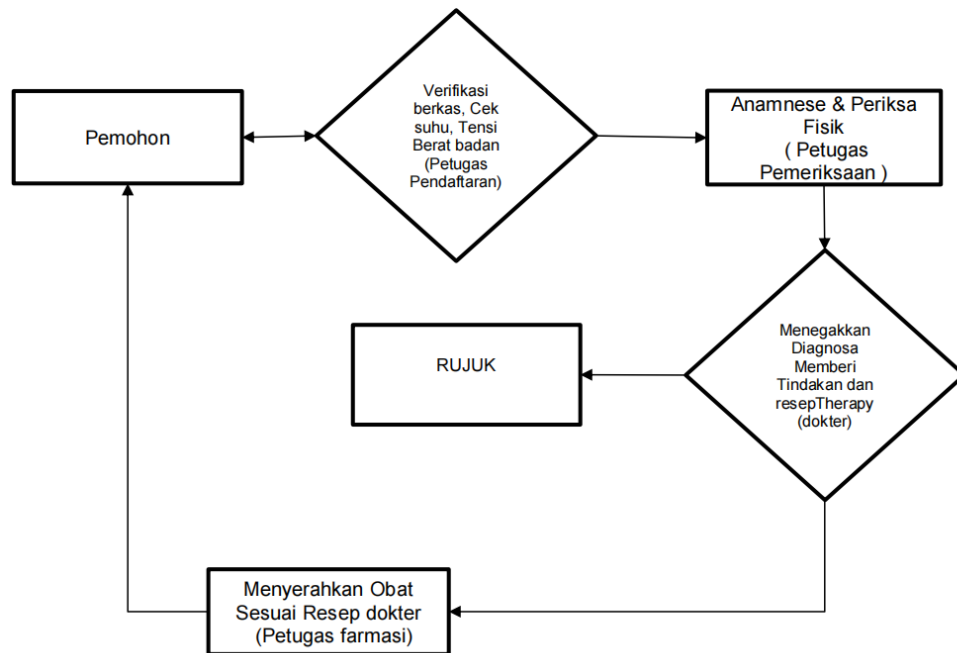 Pemohon
Verifikasi
berkas, Cek
suhu, Tensi
Berat badan
(Petugas
Pendaftaran)
Anamnese & Periksa
Fisik
( Petugas
Pemeriksaan )
Menegakkan
Diagnosa
Memberi
Tindakan dan
resepTherapy
(dokter)
RUJUK
Menyerahkan Obat
Sesuai Resep dokter
(Petugas farmasi)